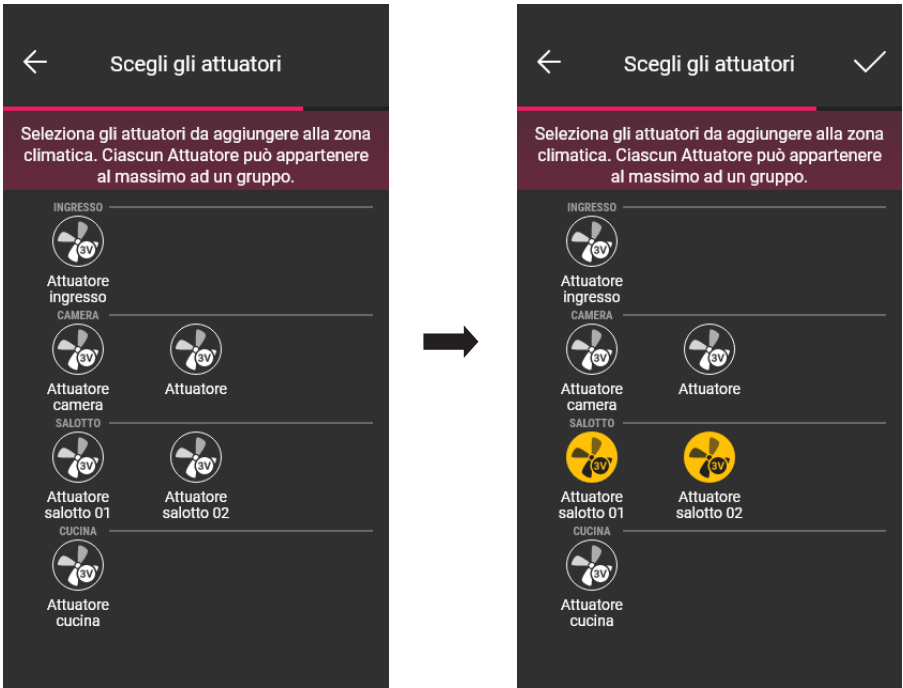 Scegli gli attuatori
Seleziona gli attuatori da aggiungere alla zona
climatica. Ciascun Attuatore può appartenere
al massimo ad un gruppo.
INGRESSO
3V
Attuatore
ingresso
CAMERA
3V
3V
Attuatore
camera
Attuatore
SALOTTO
3V
3V
Attuatore
salotto 01
Attuatore
salotto 02
CUCINA
3V
Attuatore
cucina
Scegli gli attuatori
Seleziona gli attuatori da aggiungere alla zona
climatica. Ciascun Attuatore può appartenere
al massimo ad un gruppo.
INGRESSO
3V
Attuatore
ingresso
CAMERA
3V
3V
Attuatore
camera
Attuatore
SALOTTO
3V
3V
Attuatore
salotto 01
Attuatore
salotto 02
CUCINA
3V
Attuatore
cucina